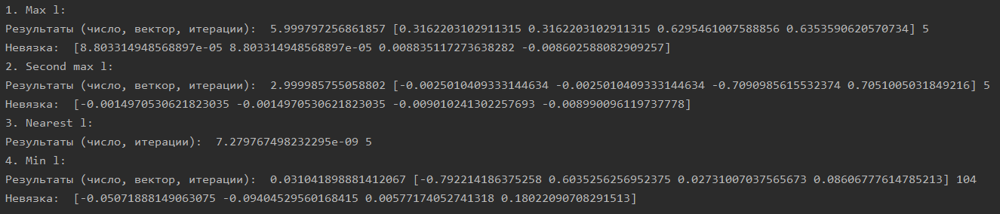 1. Max l:
Результаты (число, вектор, итерации):  5.999797256861857 [0.3162203102911315 0.3162203102911315 0.6295461007588856 0.6353590620570734] 5
Невязка:  [8.803314948568897e-05 8.803314948568897e-05 0.008835117273638282 -0.008602588082909257]
2. Second max l:
Результаты (число, веткор, итерации):  2.999985755058802 [-0.0025010409333144634 -0.0025010409333144634 -0.7090985615532374 0.7051005031849216] 5
Невязка:  [-0.0014970530621823035 -0.0014970530621823035 -0.009010241302257693 -0.008990096119737778]
3. Nearest l:
Результаты (число, итерации):  7.279767498232295e-09 5
4. Min l:
Результаты (число, вектор, итерации):  0.031041898881412067 [-0.792214186375258 0.6035256256952375 0.02731007037565673 0.08606777614785213] 104
Невязка:  [-0.05071888149063075 -0.09404529560168415 0.00577174052741318 0.18022090708291513]